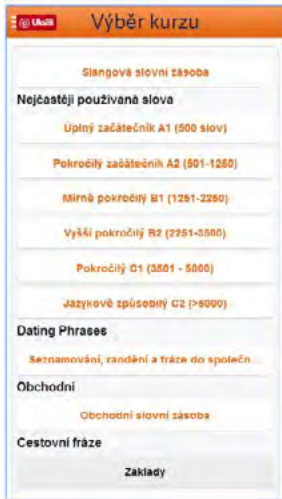 Uložit
Výběr kurzu
Slangová slovní zásoba
Nejčastěji používaná slova
Úplný začátečník A1 (500 slov)
Pokročilý začátečník A2 (501-1250)
Mírně pokročilý B1 (1251-2250)
Vyšší pokročilý B2 (2251-3500)
Pokročilý C1 (3501 - 5000)
Jazykově způsobilý C2 (>5000)
Dating Phrases
Seznamování, randění a fráze do společn...
Obchodní
Obchodní slovní zásoba
Cestovní fráze
Zaklady